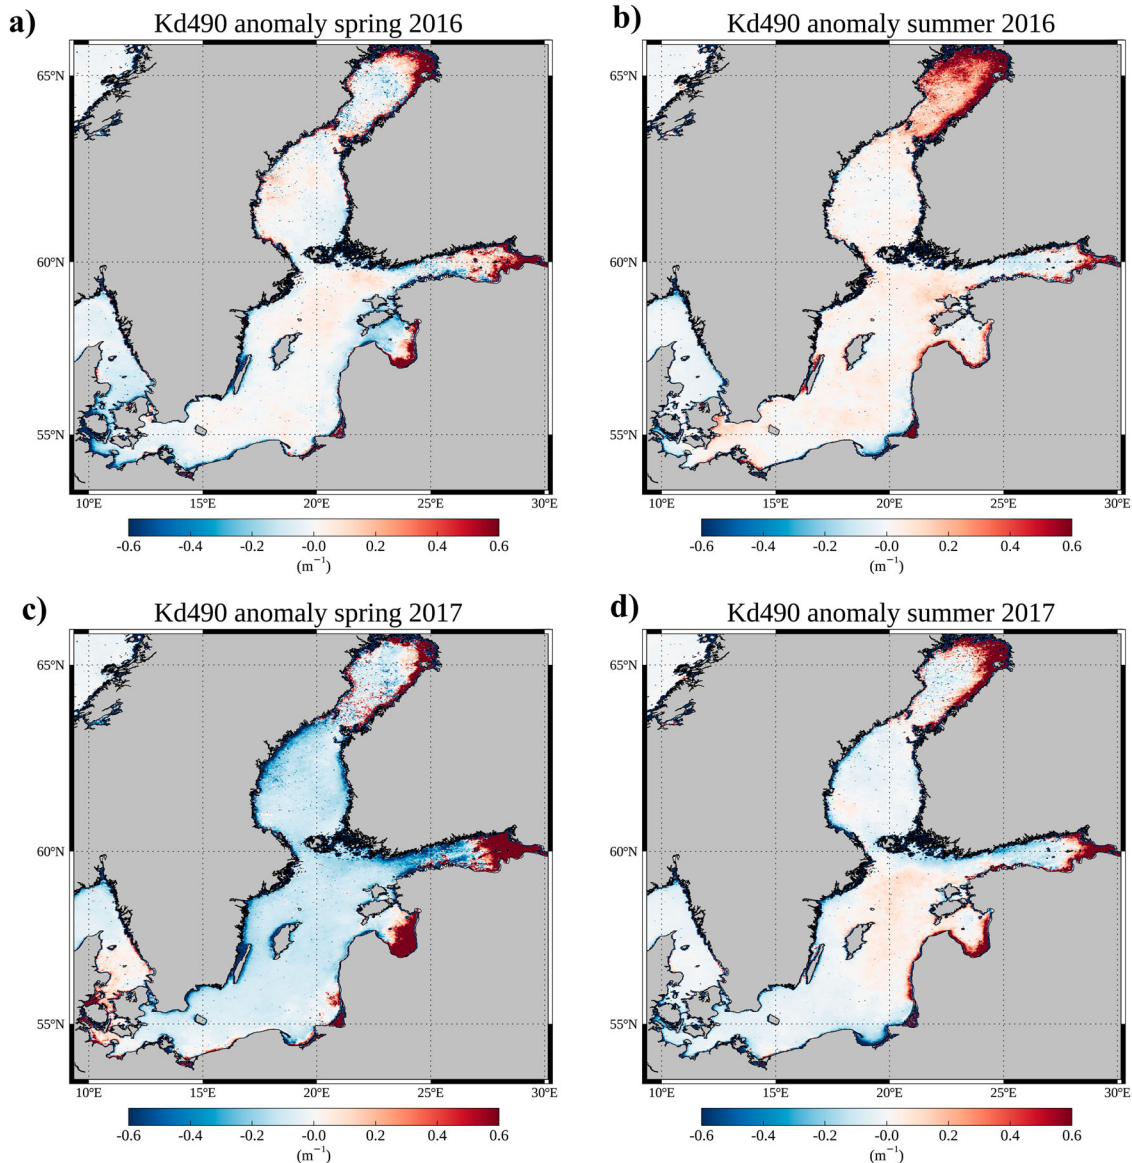 a)
Kd490 anomaly spring 2016
65°N
60°N
55°N
10°E 15°E 20°E 25°E 30°E
-0.6 -0.4 -0.2 -0.0 0.2 0.4 0.6
(m⁻¹)
b)
Kd490 anomaly summer 2016
65°N
60°N
55°N
10°E 15°E 20°E 25°E 30°E
-0.6 -0.4 -0.2 -0.0 0.2 0.4 0.6
(m⁻¹)
c)
Kd490 anomaly spring 2017
65°N
60°N
55°N
10°E 15°E 20°E 25°E 30°E
-0.6 -0.4 -0.2 -0.0 0.2 0.4 0.6
(m⁻¹)
d)
Kd490 anomaly summer 2017
65°N
60°N
55°N
10°E 15°E 20°E 25°E 30°E
-0.6 -0.4 -0.2 -0.0 0.2 0.4 0.6
(m⁻¹)